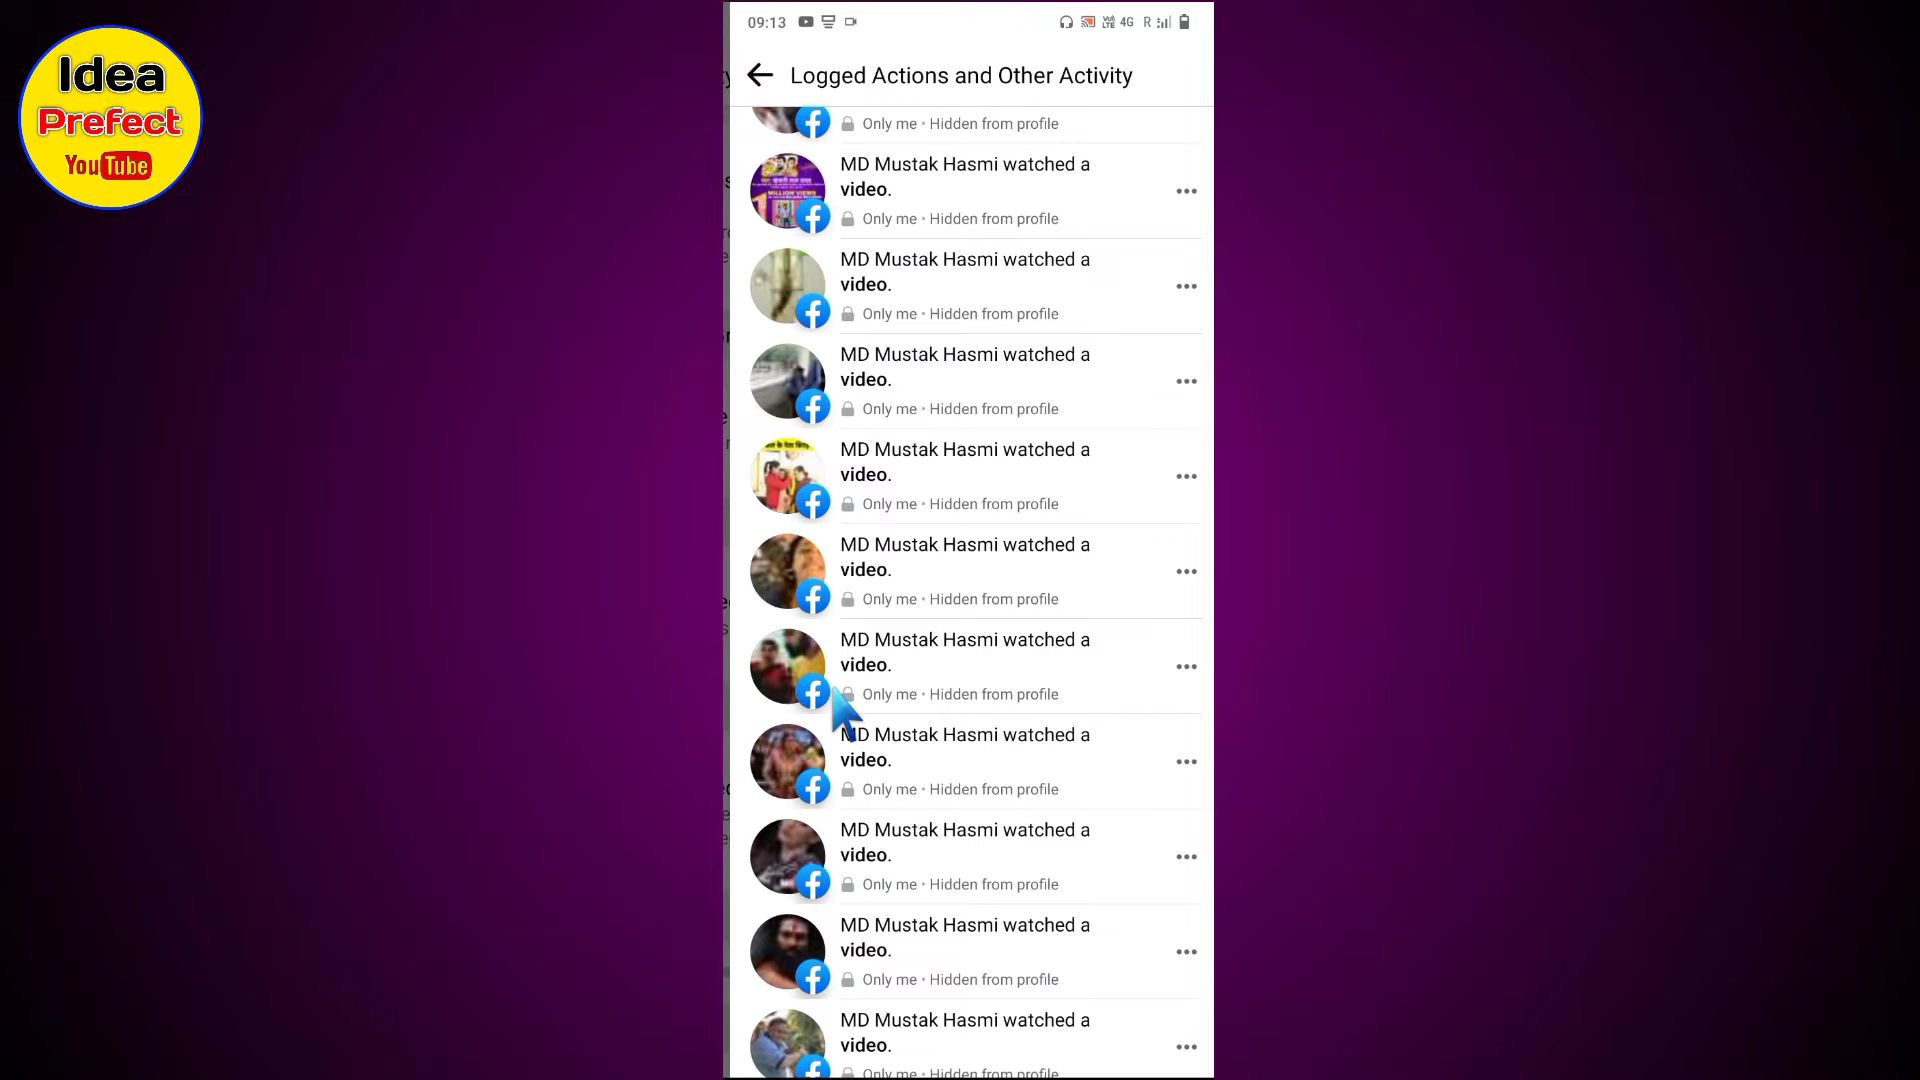 Idea
Prefect
YouTube
09:13
4G
R
Logged Actions and Other Activity
Only me · Hidden from profile
MD Mustak Hasmi watched a
video.
Only me · Hidden from profile
MD Mustak Hasmi watched a
video.
Only me · Hidden from profile
MD Mustak Hasmi watched a
video.
Only me · Hidden from profile
MD Mustak Hasmi watched a
video.
Only me · Hidden from profile
MD Mustak Hasmi watched a
video.
Only me · Hidden from profile
MD Mustak Hasmi watched a
video.
Only me · Hidden from profile
MD Mustak Hasmi watched a
video.
Only me · Hidden from profile
MD Mustak Hasmi watched a
video.
Only me · Hidden from profile
MD Mustak Hasmi watched a
video.
Only me · Hidden from profile
MD Mustak Hasmi watched a
video.
Only me · Hidden from profile